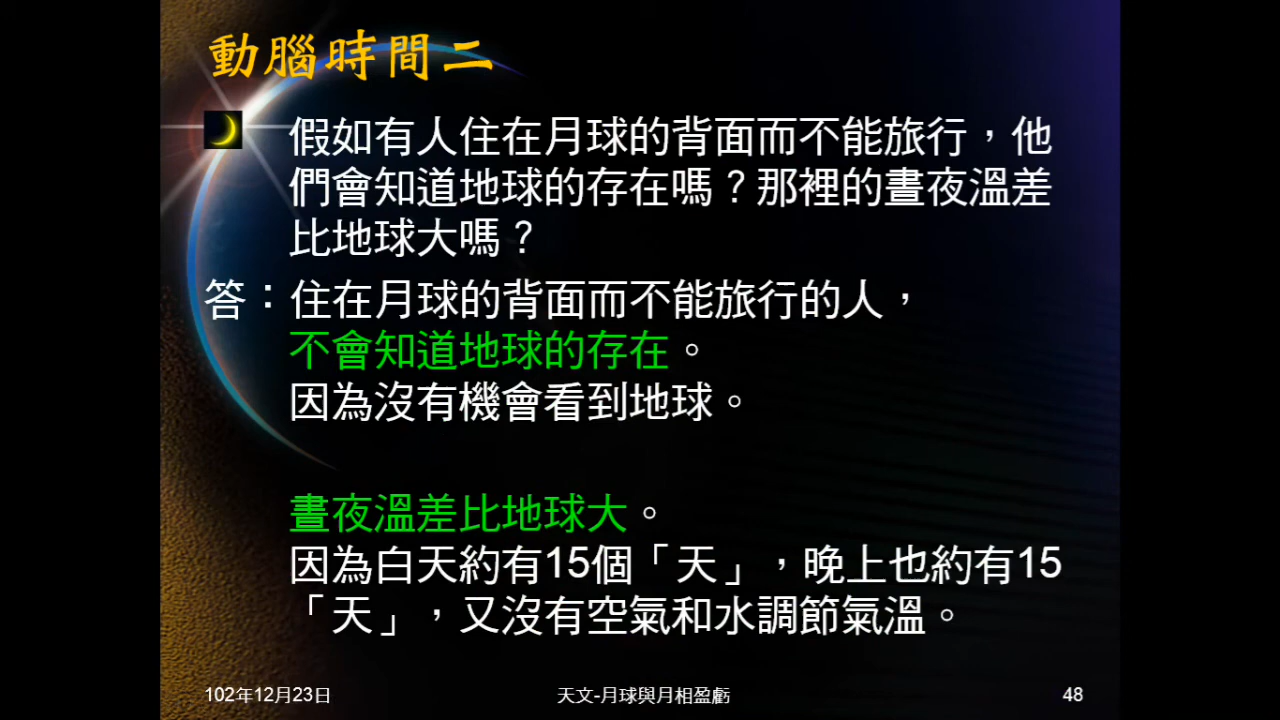 動腦時間二
假如有人住在月球的背面而不能旅行，他
們會知道地球的存在嗎？那裡的晝夜溫差
比地球大嗎？
答：住在月球的背面而不能旅行的人，
不會知道地球的存在。
因為沒有機會看到地球。
晝夜溫差比地球大。
因為白天約有15個「天」，晚上也約有15
「天」，又沒有空氣和水調節氣溫。
102年12月23日
天文-月球與月相盈虧
48